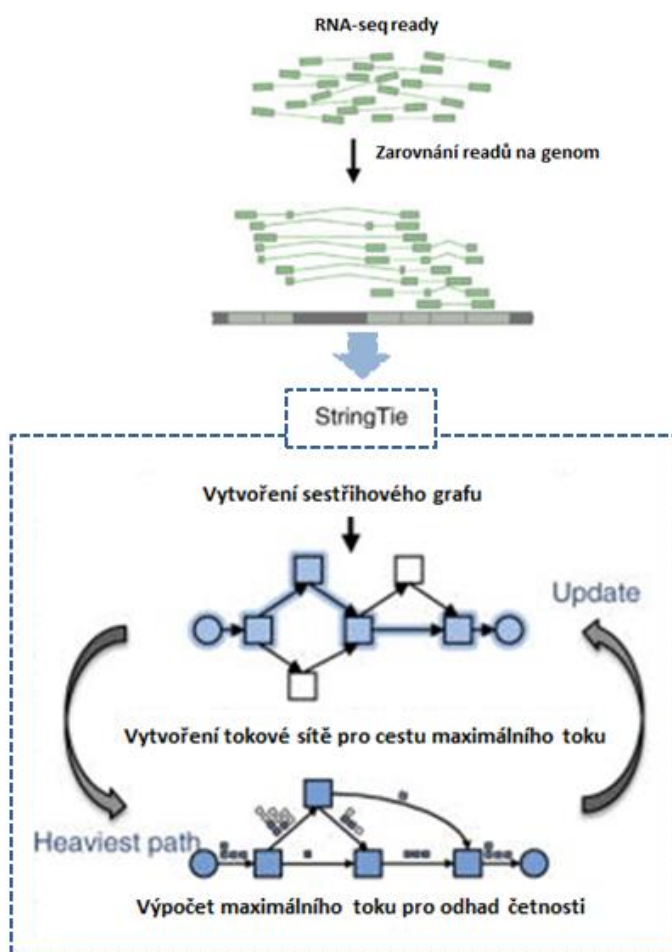 RNA-seq ready
Zarovnání readů na genom
StringTie
Vytvoření sestřihového grafu
Update
Vytvoření tokové sítě pro cestu maximálního toku
Heaviest path
Výpočet maximálního toku pro odhad četnosti